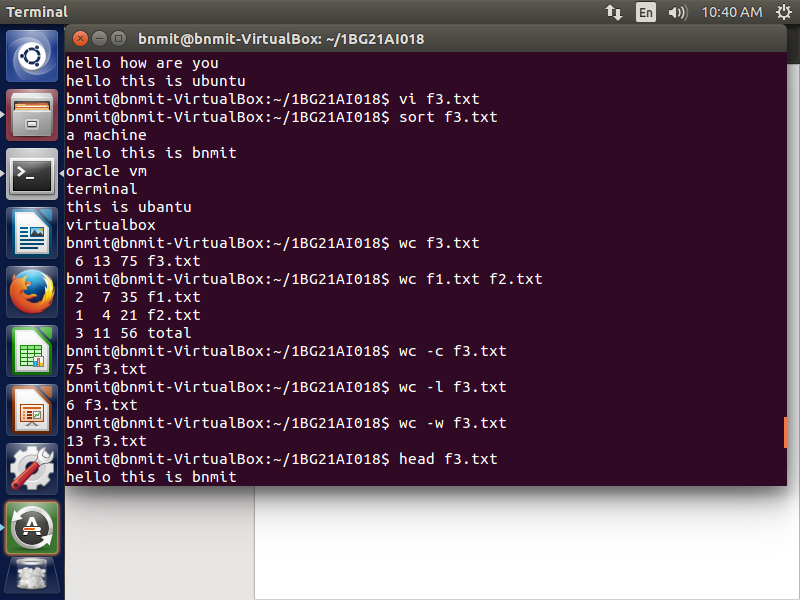 Terminal
En
10:40 AM
bnmit@bnmit-VirtualBox: ~/1BG21AI018
hello how are you
hello this is ubuntu
bnmit@bnmit-VirtualBox:~/1BG21AI018$ vi f3.txt
bnmit@bnmit-VirtualBox:~/1BG21AI018$ sort f3.txt
a machine
hello this is bnmit
oracle vm
terminal
this is ubantu
virtualbox
bnmit@bnmit-VirtualBox:~/1BG21AI018$ wc f3.txt
 6 13 75 f3.txt
bnmit@bnmit-VirtualBox:~/1BG21AI018$ wc f1.txt f2.txt
 2  7 35 f1.txt
 1  4 21 f2.txt
 3 11 56 total
bnmit@bnmit-VirtualBox:~/1BG21AI018$ wc -c f3.txt
75 f3.txt
bnmit@bnmit-VirtualBox:~/1BG21AI018$ wc -l f3.txt
6 f3.txt
bnmit@bnmit-VirtualBox:~/1BG21AI018$ wc -w f3.txt
13 f3.txt
bnmit@bnmit-VirtualBox:~/1BG21AI018$ head f3.txt
hello this is bnmit